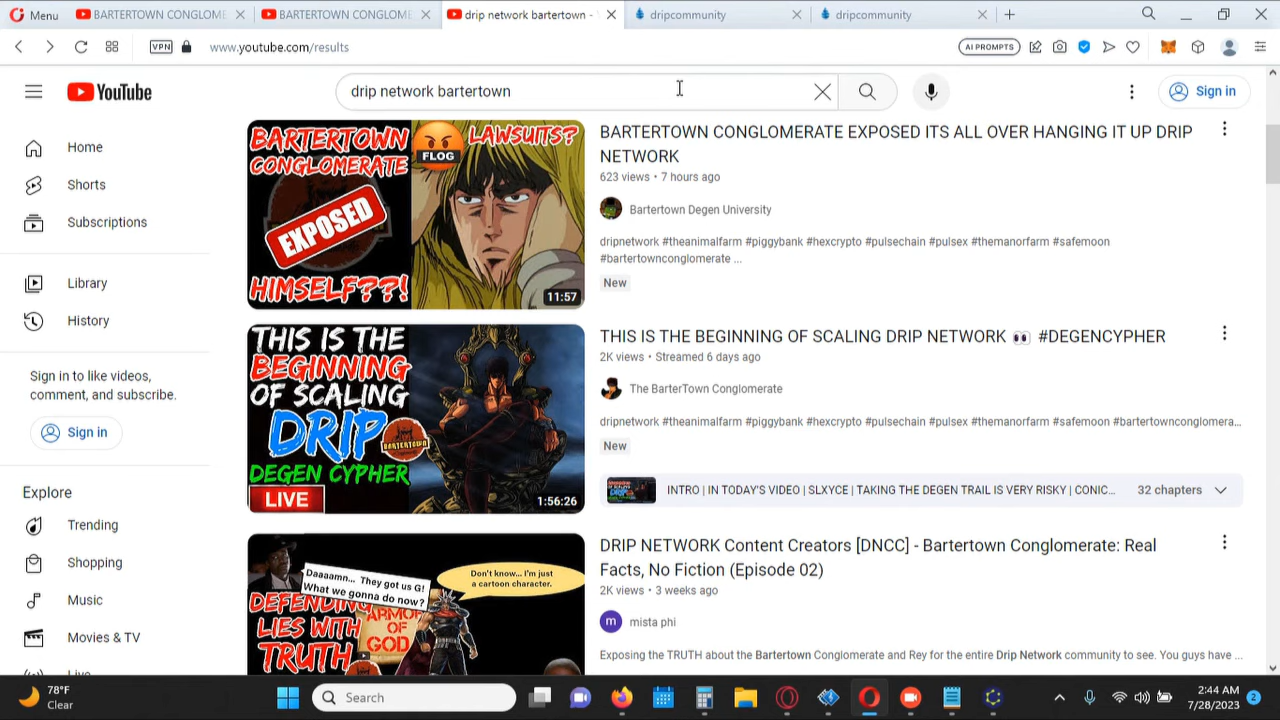 Menu
BARTERTOWN CONGLOME
BARTERTOWN CONGLOME
drip network bartertown -
dripcommunity
dripcommunity
VPN
www.youtube.com/results
AI PROMPTS
YouTube
drip network bartertown
Sign in
Home
Shorts
Subscriptions
Library
History
Sign in to like videos,
comment, and subscribe.
Sign in
Explore
Trending
Shopping
Music
Movies & TV
Live
BARTERTOWN
CONGLOMERATE
EXPOSED
HIMSELF??!
FLOG
LAWSUITS?
11:57
BARTERTOWN CONGLOMERATE EXPOSED ITS ALL OVER HANGING IT UP DRIP
NETWORK
623 views • 7 hours ago
Bartertown Degen University
dripnetwork #theanimalfarm #piggybank #hexcrypto #pulsechain #pulsex #themanorfarm #safemoon
#bartertownconglomerate ...
New
THIS IS THE
BEGINNING
OF SCALING
DRIP
BARTERTOWN
DEGEN CYPHER
LIVE
1:56:26
THIS IS THE BEGINNING OF SCALING DRIP NETWORK 👀 #DEGENCYPHER
2K views • Streamed 6 days ago
The BarterTown Conglomerate
dripnetwork #theanimalfarm #piggybank #hexcrypto #pulsechain #pulsex #themanorfarm #safemoon #bartertownconglomera...
New
INTRO | IN TODAY'S VIDEO | SLXYCE | TAKING THE DEGEN TRAIL IS VERY RISKY | CONIC...
32 chapters
Daaaamn... They got us G!
What we gonna do now?
Don't know... I'm just
a cartoon character.
DEFENDING
LIES WITH
TRUTH
ARMOR
OF
GOD
DRIP NETWORK Content Creators [DNCC] - Bartertown Conglomerate: Real
Facts, No Fiction (Episode 02)
2K views • 3 weeks ago
m
mista phi
Exposing the TRUTH about the Bartertown Conglomerate and Rey for the entire Drip Network community to see. You guys have ...
78°F
Clear
Search
2:44 AM
7/28/2023
2